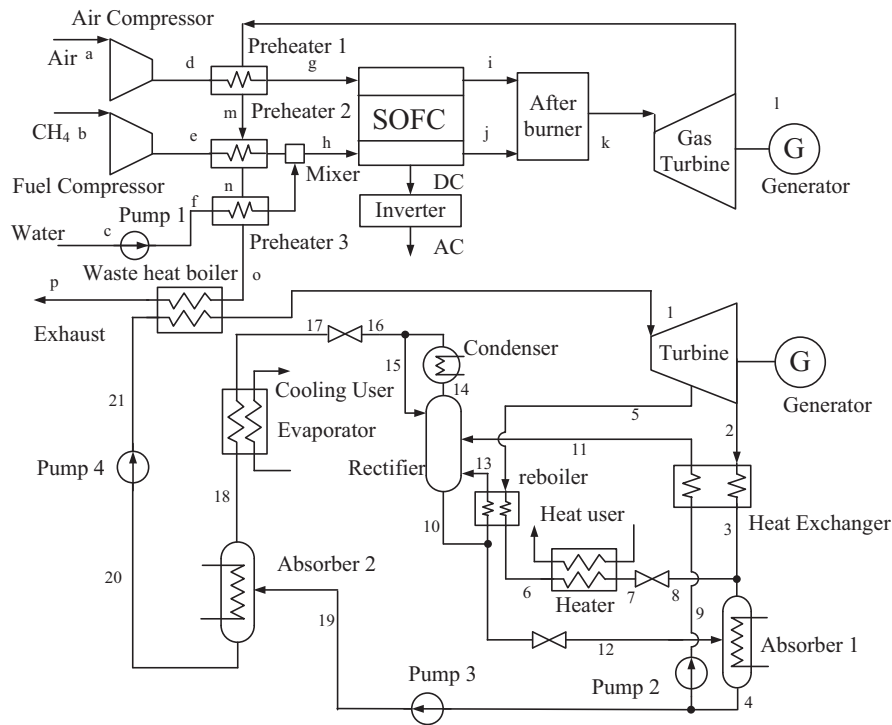 Air Compressor
Air a
d
Preheater 1
g
i
m
Preheater 2
SOFC
After
burner
l
CH4 b
e
h
j
k
Gas
Turbine
G
Fuel Compressor
n
Mixer
DC
Generator
f
Pump 1
Inverter
Water
c
Preheater 3
AC
Waste heat boiler
o
p
Exhaust
17
16
1
15
Condenser
Turbine
G
14
21
Cooling User
5
Generator
Evaporator
11
2
Pump 4
Rectifier
13
reboiler
18
10
Heat user
3
Heat Exchanger
20
Absorber 2
6
7
8
9
Heater
19
12
Absorber 1
Pump 3
Pump 2
4